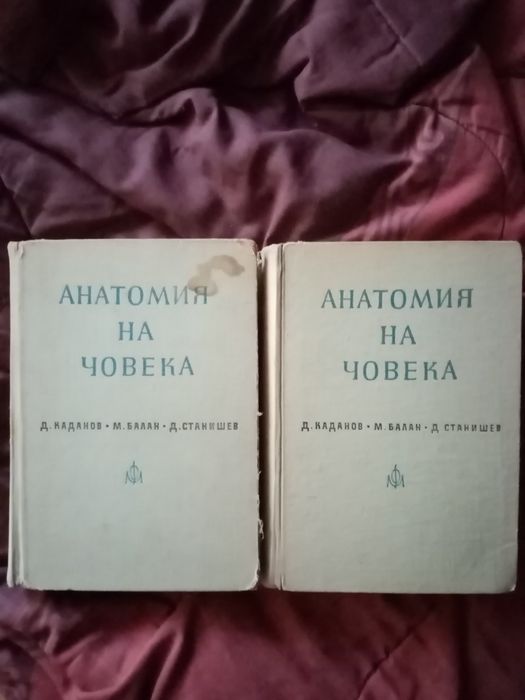 АНАТОМИЯ
НА
ЧОВЕКА
Д. КАДАНОВ • М. БАЛАН • Д. СТАНИШЕВ
АНАТОМИЯ
НА
ЧОВЕКА
Д. КАДАНОВ • М. БАЛАН • Д СТАНИШЕВ